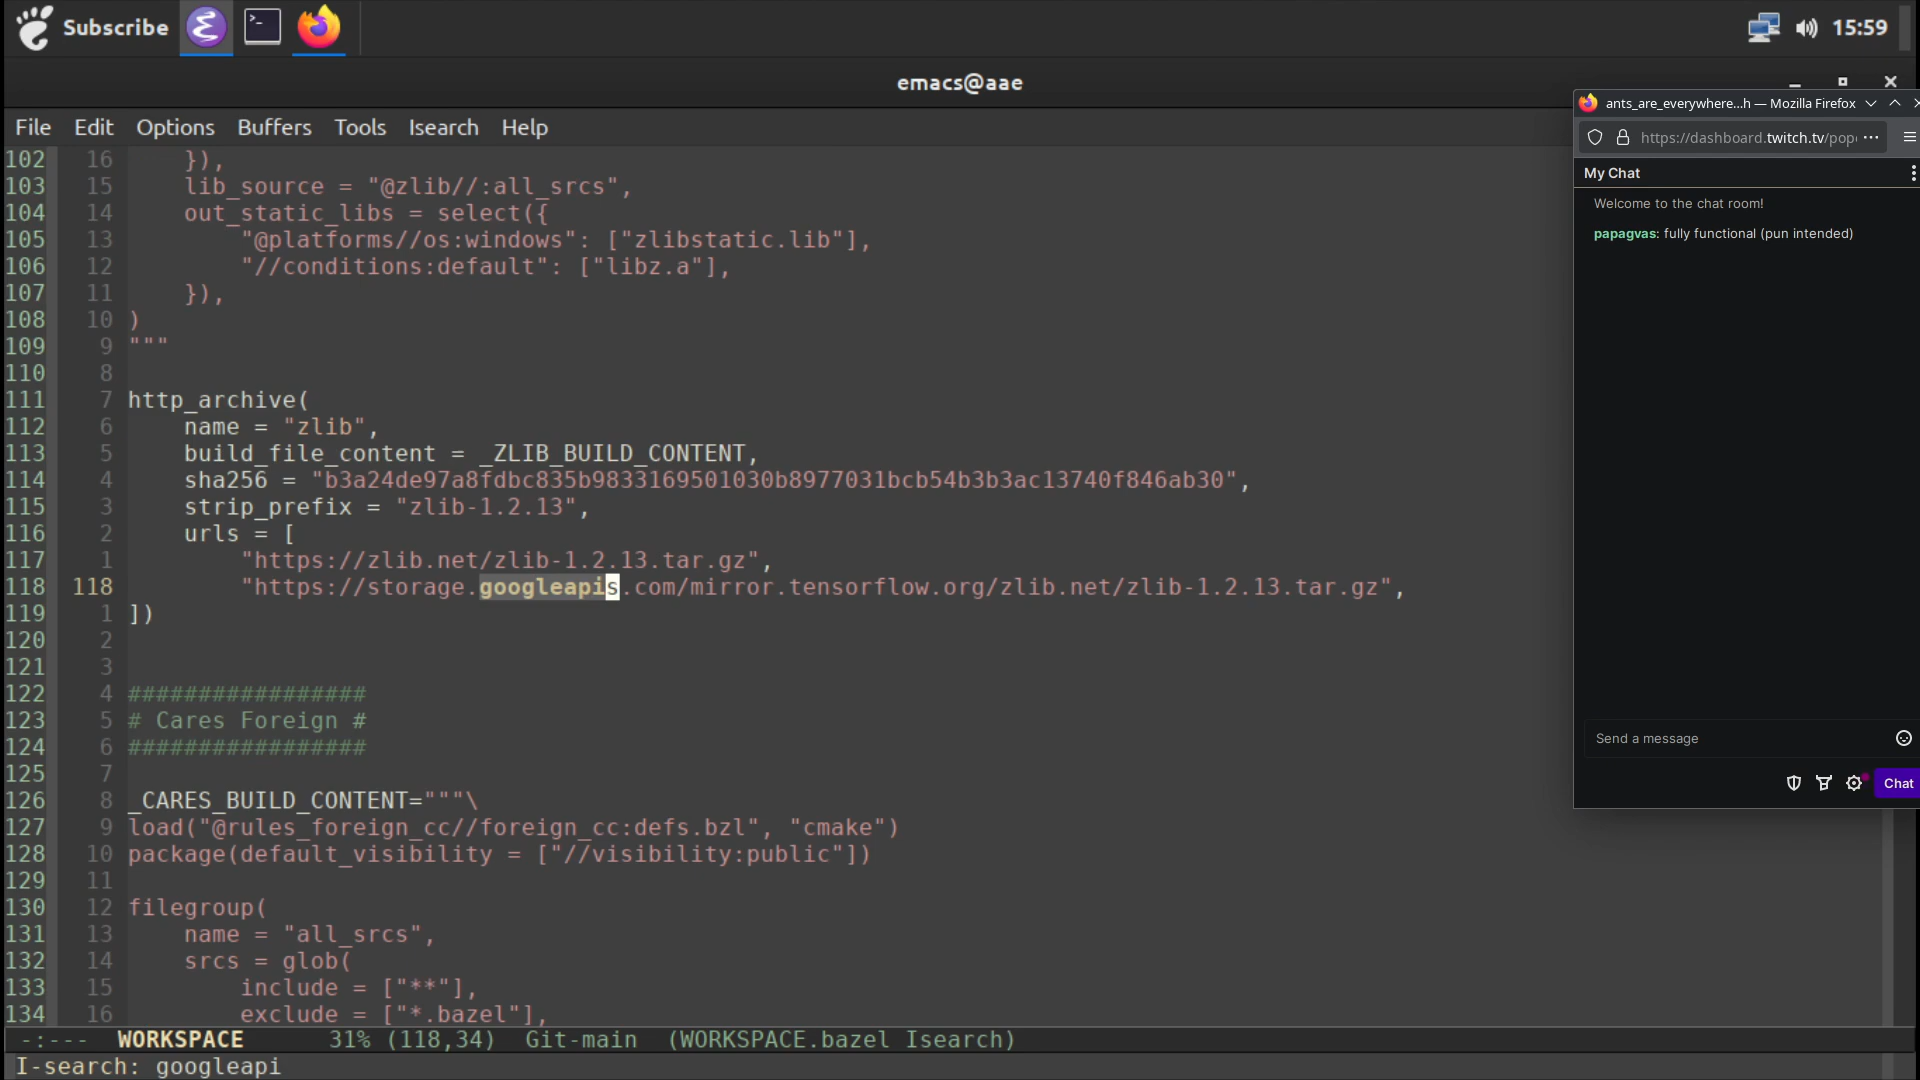 Subscribe
15:59
emacs@aae
File Edit Options Buffers Tools Isearch Help
102 16     }),
103 15     lib_source = "@zlib//:all_srcs",
104 14     out_static_libs = select({
105 13         "@platforms//os:windows": ["zlibstatic.lib"],
106 12         "//conditions:default": ["libz.a"],
107 11     }),
108 10 )
109 9 """
110 8
111 7 http_archive(
112 6     name = "zlib",
113 5     build_file_content = _ZLIB_BUILD_CONTENT,
114 4     sha256 = "b3a24de97a8fdbc835b9833169501030b8977031bcb54b3b3ac13740f846ab30",
115 3     strip_prefix = "zlib-1.2.13",
116 2     urls = [
117 1         "https://zlib.net/zlib-1.2.13.tar.gz",
118 118         "https://storage.googleapis.com/mirror.tensorflow.org/zlib.net/zlib-1.2.13.tar.gz",
119 1 ])
120 2
121 3
122 4 #################
123 5 # Cares Foreign #
124 6 #################
125 7
126 8 _CARES_BUILD_CONTENT="""\
127 9 load("@rules_foreign_cc//foreign_cc:defs.bzl", "cmake")
128 10 package(default_visibility = ["//visibility:public"])
129 11
130 12 filegroup(
131 13     name = "all_srcs",
132 14     srcs = glob(
133 15         include = ["**"],
134 16         exclude = ["*.bazel"],
-:--- WORKSPACE 31% (118,34) Git-main (WORKSPACE.bazel Isearch)
I-search: googleapi
ants_are_everywhere...h — Mozilla Firefox
https://dashboard.twitch.tv/pop
My Chat
Welcome to the chat room!
papagvas: fully functional (pun intended)
Send a message
Chat